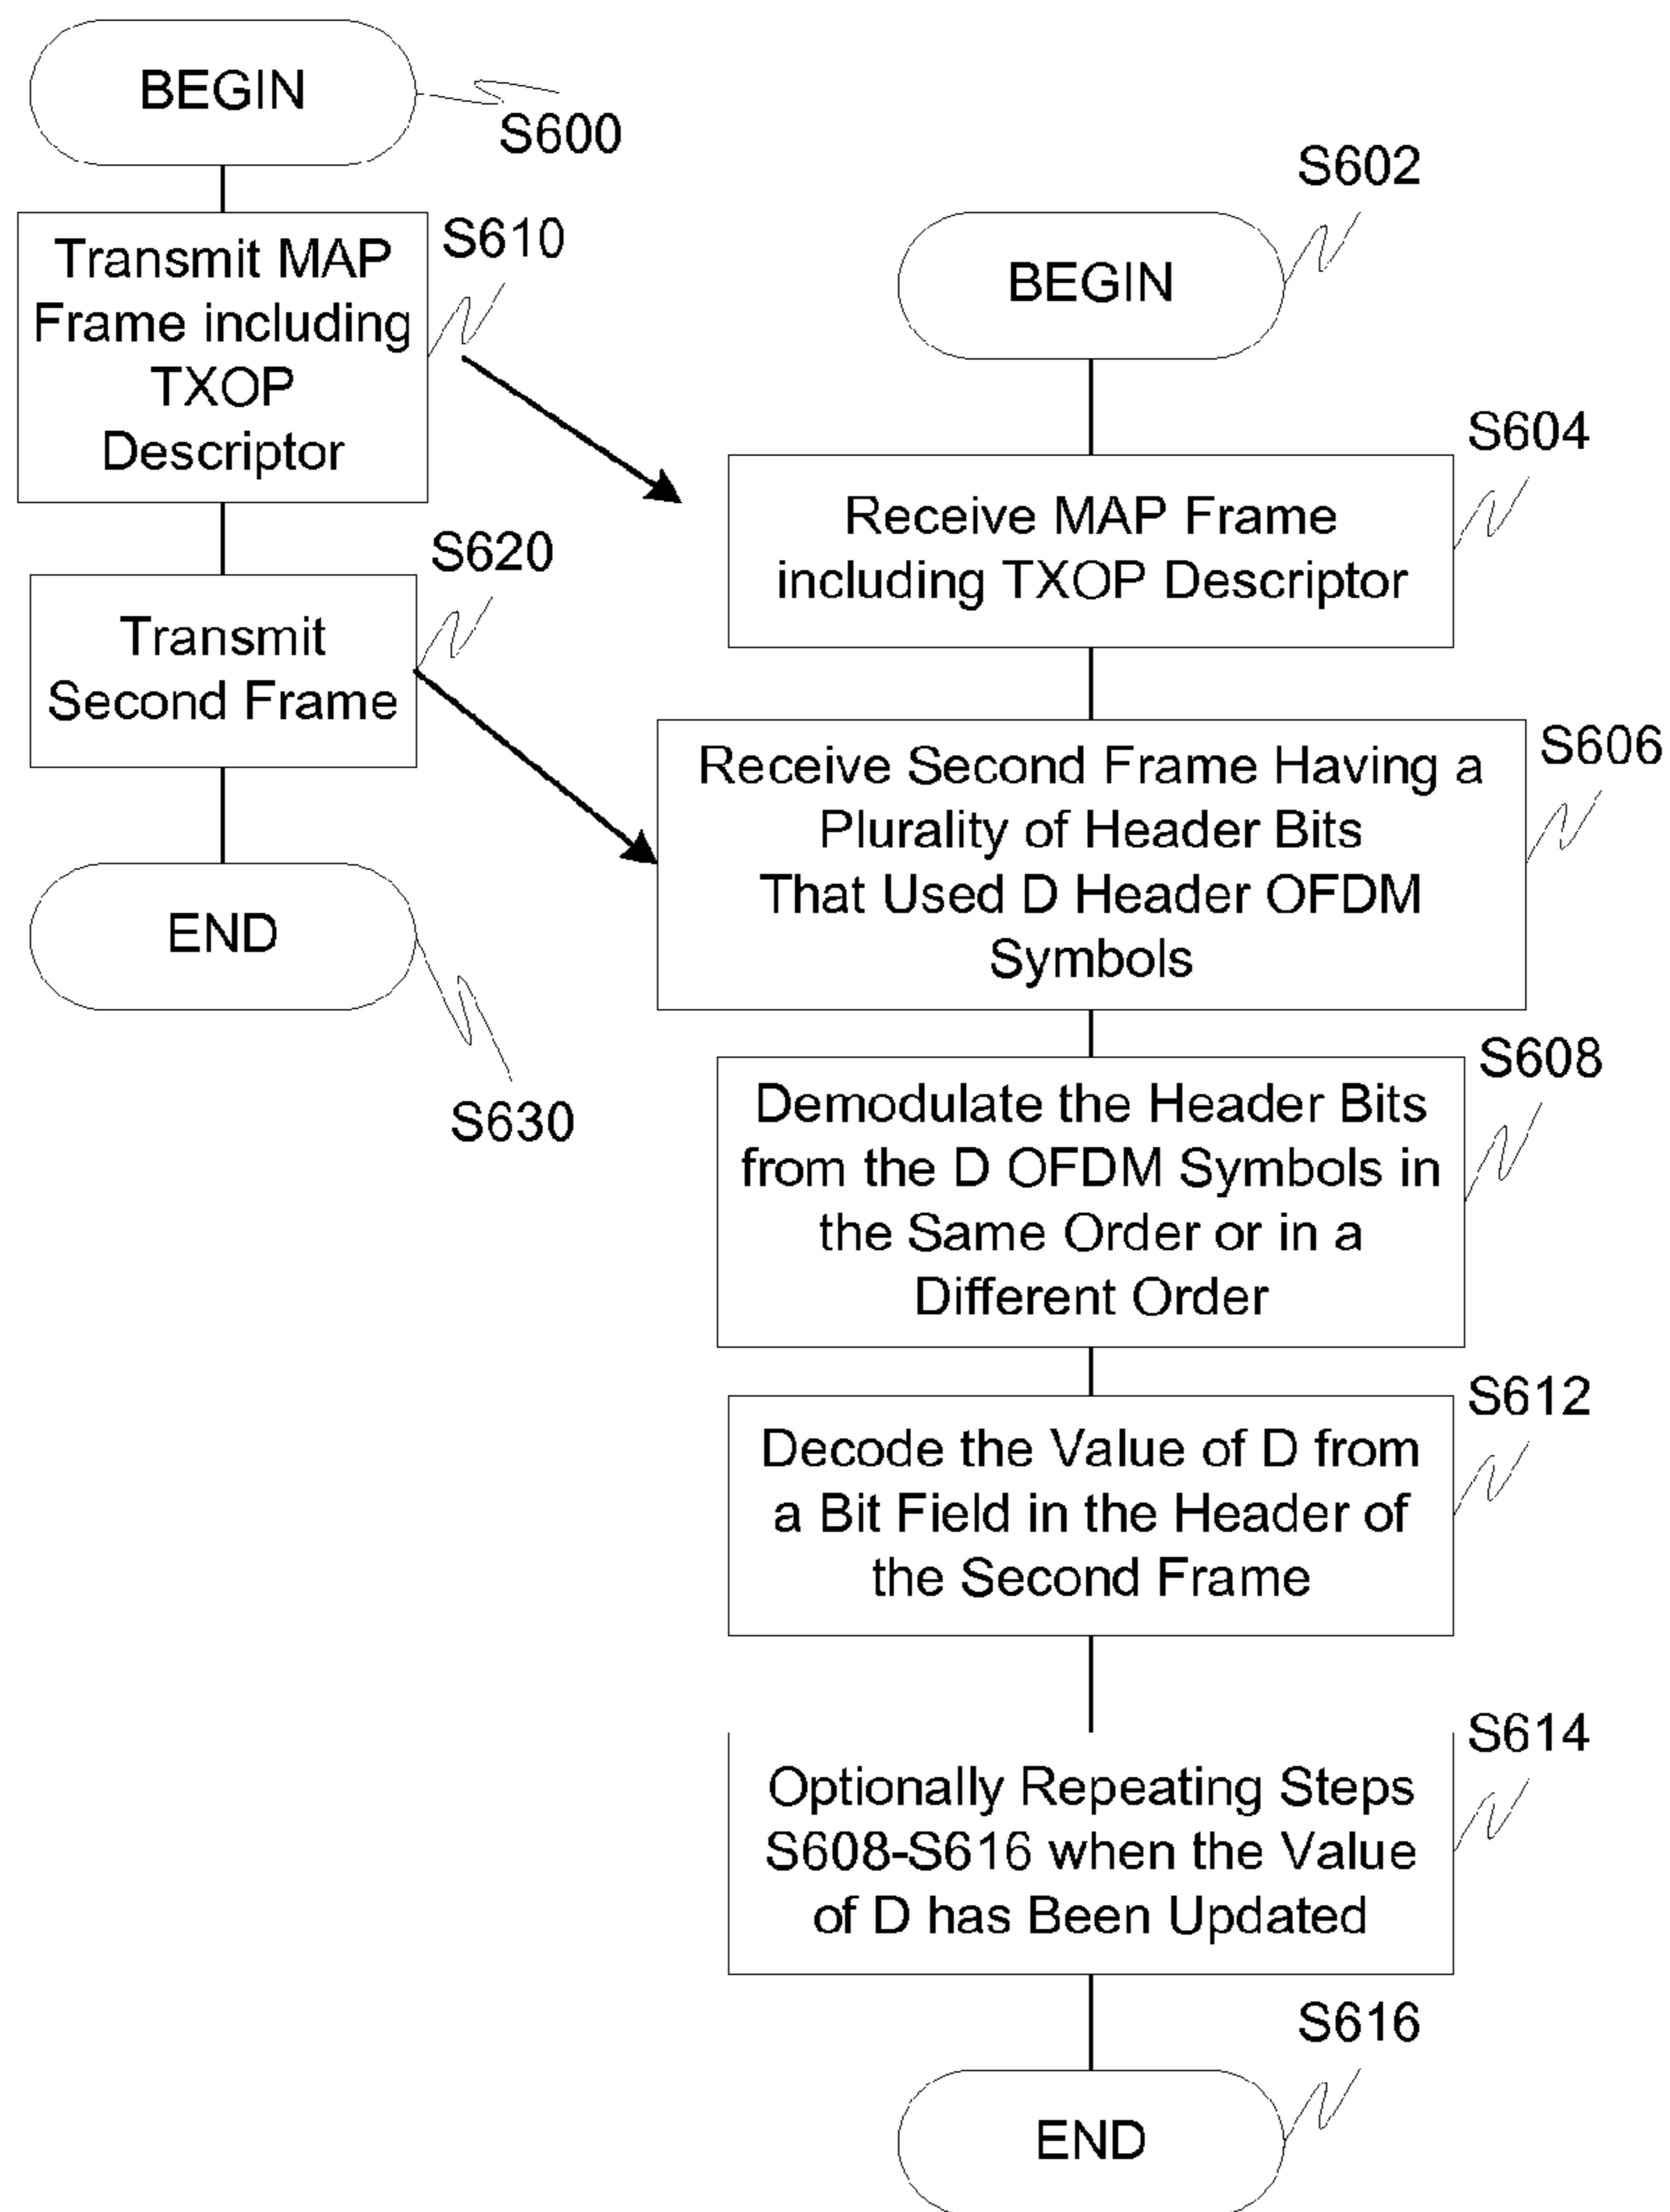 BEGIN
S600
Transmit MAP
Frame including
TXOP
Descriptor
S610
Transmit
Second Frame
S620
END
S630
S602
BEGIN
S604
Receive MAP Frame
including TXOP Descriptor
S606
Receive Second Frame Having a
Plurality of Header Bits
That Used D Header OFDM
Symbols
S608
Demodulate the Header Bits
from the D OFDM Symbols in
the Same Order or in a
Different Order
S612
Decode the Value of D from
a Bit Field in the Header of
the Second Frame
S614
Optionally Repeating Steps
S608-S616 when the Value
of D has Been Updated
S616
END